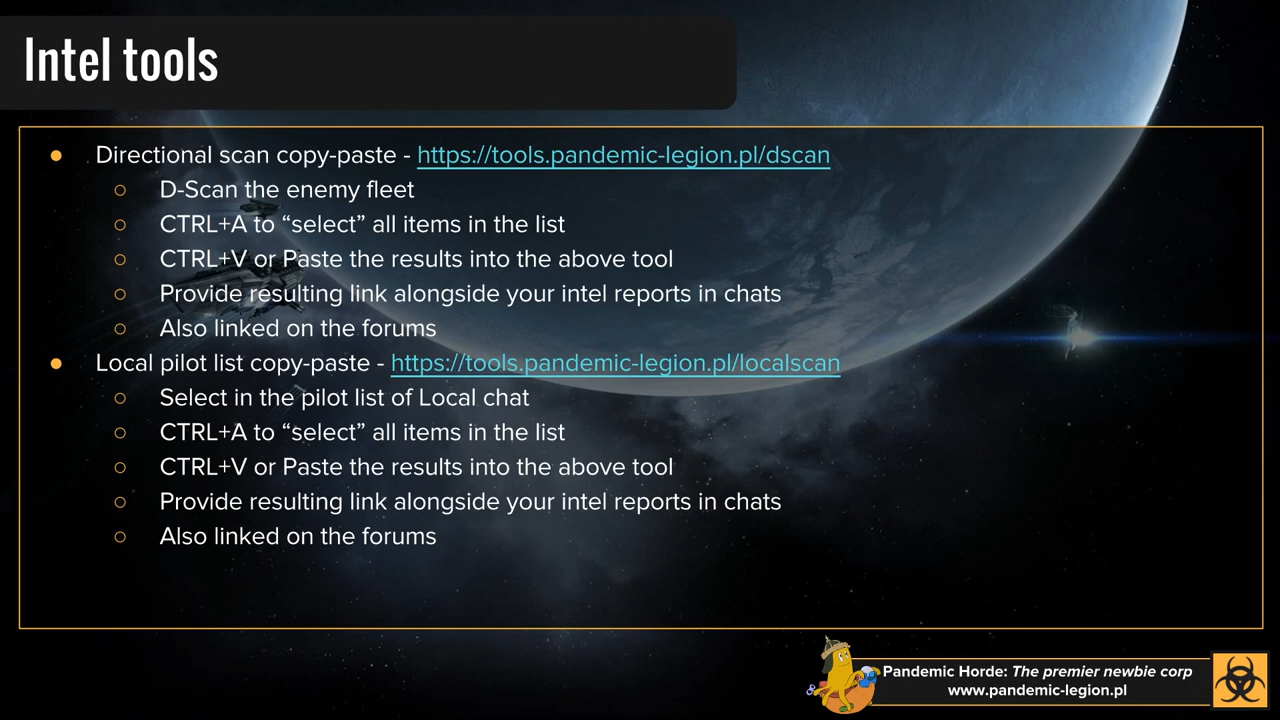 Intel tools
● Directional scan copy-paste - https://tools.pandemic-legion.pl/dscan
○ D-Scan the enemy fleet
○ CTRL+A to “select” all items in the list
○ CTRL+V or Paste the results into the above tool
○ Provide resulting link alongside your intel reports in chats
○ Also linked on the forums
● Local pilot list copy-paste - https://tools.pandemic-legion.pl/localscan
○ Select in the pilot list of Local chat
○ CTRL+A to “select” all items in the list
○ CTRL+V or Paste the results into the above tool
○ Provide resulting link alongside your intel reports in chats
○ Also linked on the forums
Pandemic Horde: The premier newbie corp
www.pandemic-legion.pl